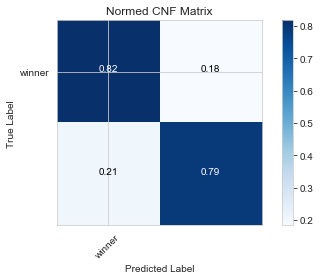 Normed CNF Matrix
True Label
winner
0.82 0.18
0.21 0.79
winner
Predicted Label
0.8
0.7
0.6
0.5
0.4
0.3
0.2